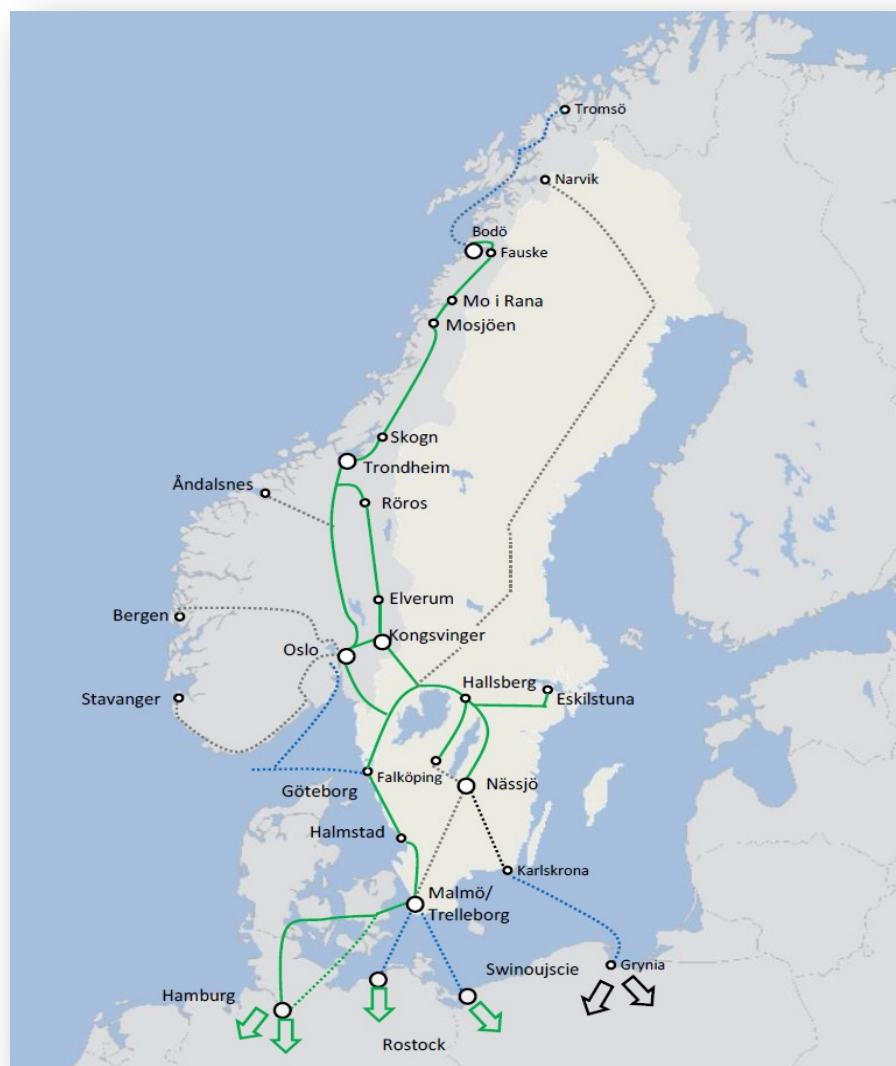 Tromsö
Narvik
Bodö
Fauske
Mo i Rana
Mosjöen
Skogn
Trondheim
Åndalsnes
Röros
Elverum
Bergen
Kongsvinger
Oslo
Hallsberg
Stavanger
Eskilstuna
Falköping
Nässjö
Göteborg
Halmstad
Karlskrona
Malmö/
Trelleborg
Swinoujscie
Grynia
Hamburg
Rostock